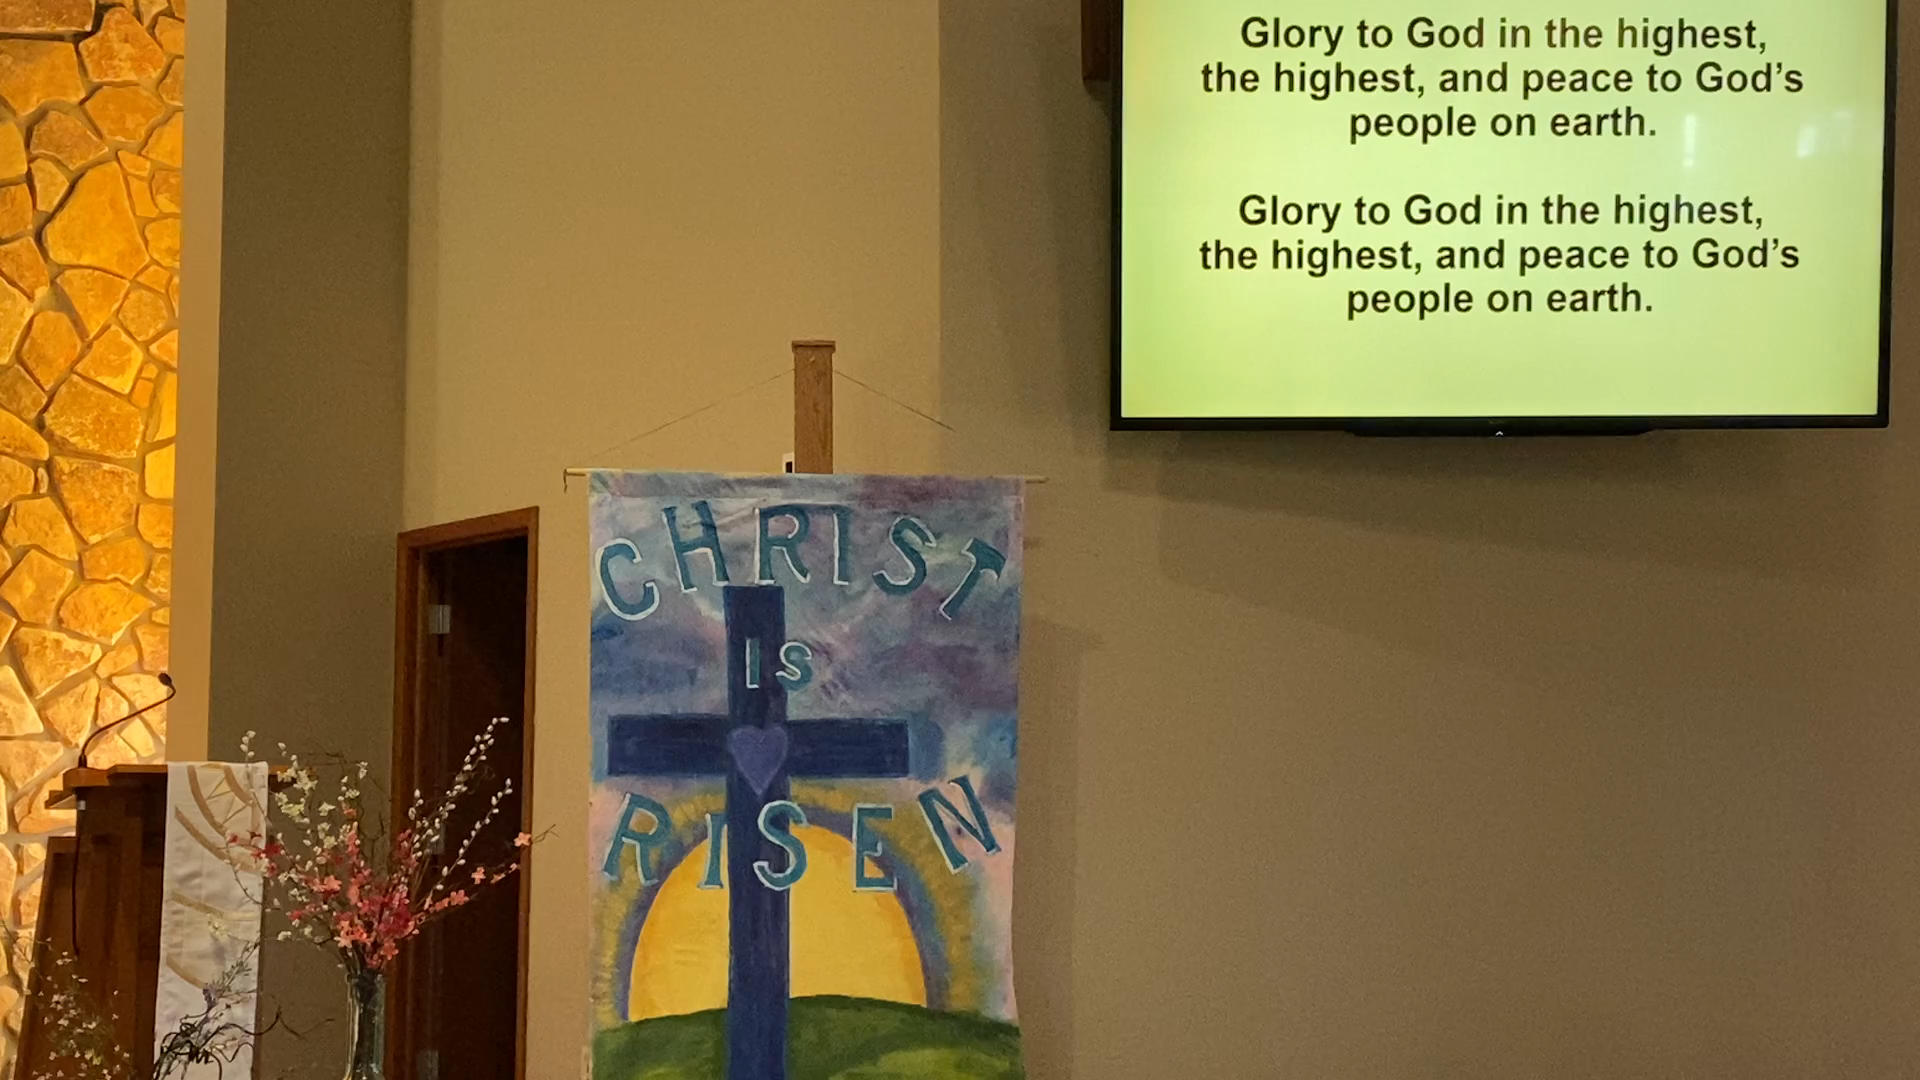 Glory to God in the highest,
the highest, and peace to God's
people on earth.
Glory to God in the highest,
the highest, and peace to God's
people on earth.
CHRIST
IS
RISEN